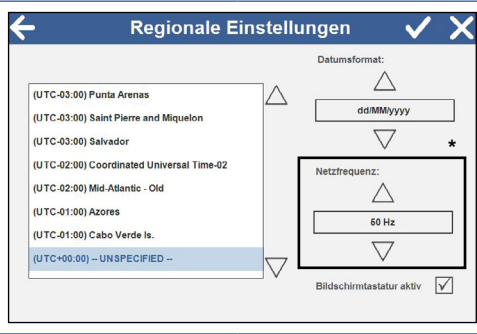 Regionale Einstellungen
(UTC-03:00) Punta Arenas
(UTC-03:00) Saint Pierre and Miquelon
(UTC-03:00) Salvador
(UTC-02:00) Coordinated Universal Time-02
(UTC-02:00) Mid-Atlantic - Old
(UTC-01:00) Azores
(UTC-01:00) Cabo Verde Is.
(UTC+00:00) -- UNSPECIFIED --
Datumsformat:
dd/MM/yyyy
*
Netzfrequenz:
50 Hz
Bildschirmtastatur aktiv